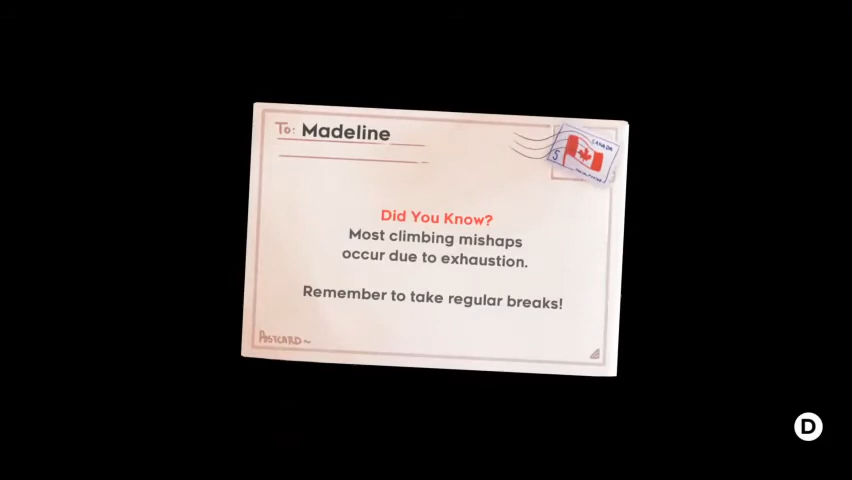 To: Madeline
CANADA
5
Did You Know?
Most climbing mishaps
occur due to exhaustion.
Remember to take regular breaks!
POSTCARD~
D